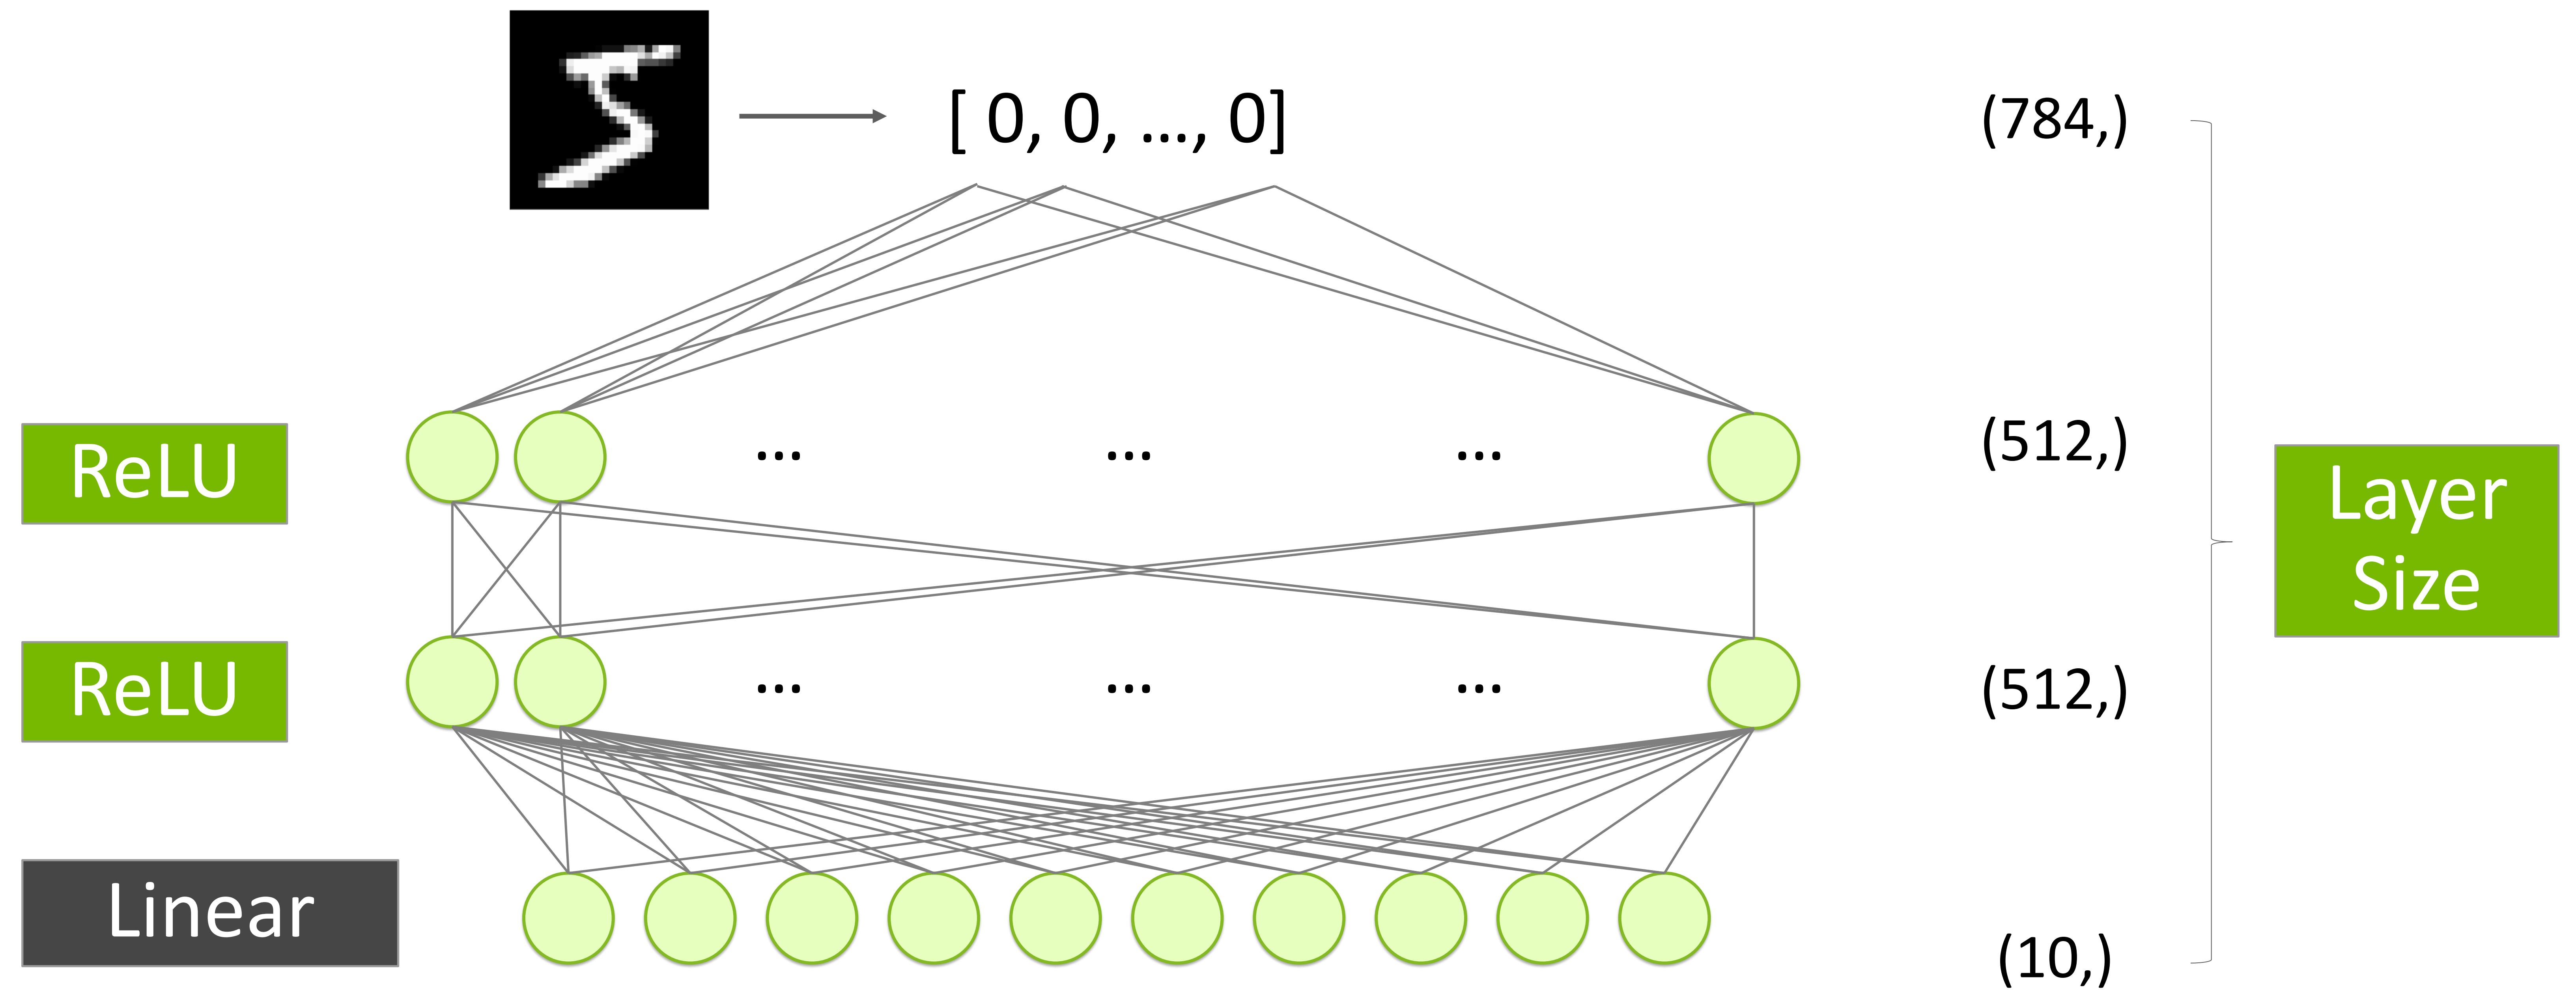 [ 0, 0, ..., 0]
(784,)
ReLU
... ... ...
(512,)
Layer
Size
ReLU
... ... ...
(512,)
Linear
(10,)